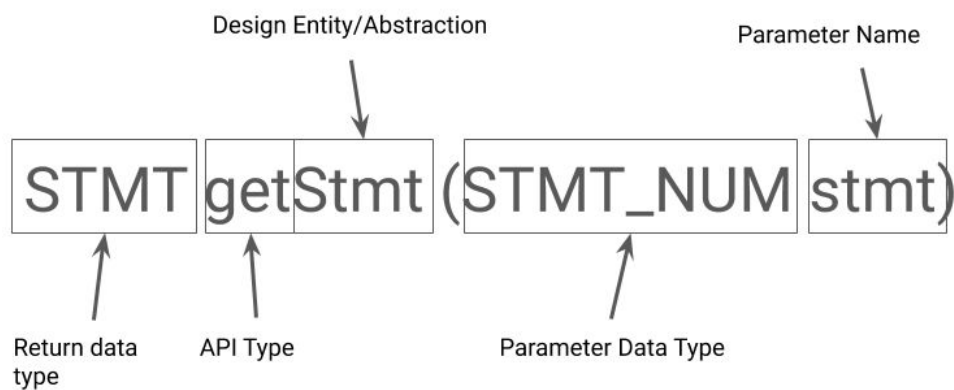 Design Entity/Abstraction
Parameter Name
STMT getStmt (STMT_NUM stmt)
Return data
type
API Type
Parameter Data Type